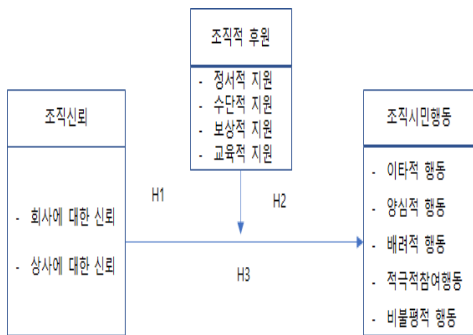 조직적 후원
- 정서적 지원
- 수단적 지원
- 보상적 지원
- 교육적 지원
조직신뢰
- 회사에 대한 신뢰
- 상사에 대한 신뢰
H1
H2
H3
조직시민행동
- 이타적 행동
- 양심적 행동
- 배려적 행동
- 적극적참여행동
- 비불평적 행동